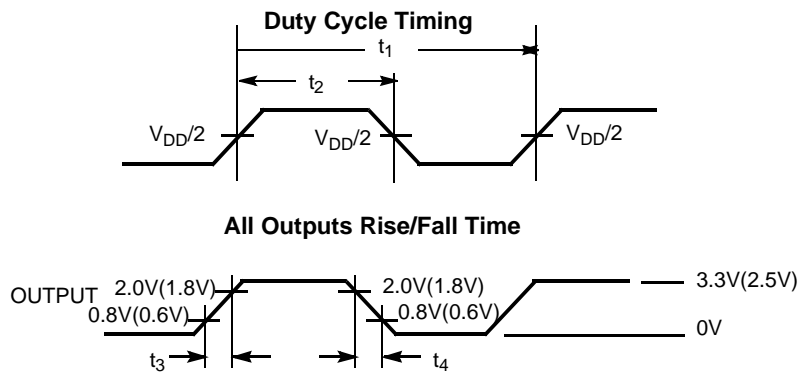 Duty Cycle Timing
t1
t2
VDD/2 VDD/2 VDD/2
All Outputs Rise/Fall Time
OUTPUT 2.0V(1.8V) 2.0V(1.8V) 3.3V(2.5V)
0.8V(0.6V) 0.8V(0.6V) 0V
t3 t4